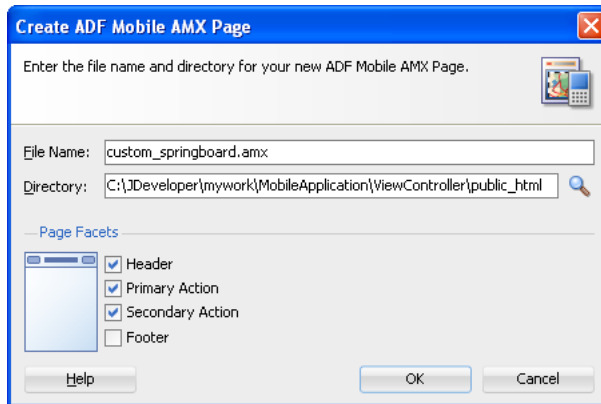 Create ADF Mobile AMX Page
Enter the file name and directory for your new ADF Mobile AMX Page.
File Name: custom_springboard.amx
Directory: C:\JDeveloper\mywork\MobileApplication\ViewController\public_html
Page Facets
Header
Primary Action
Secondary Action
Footer
Help OK Cancel